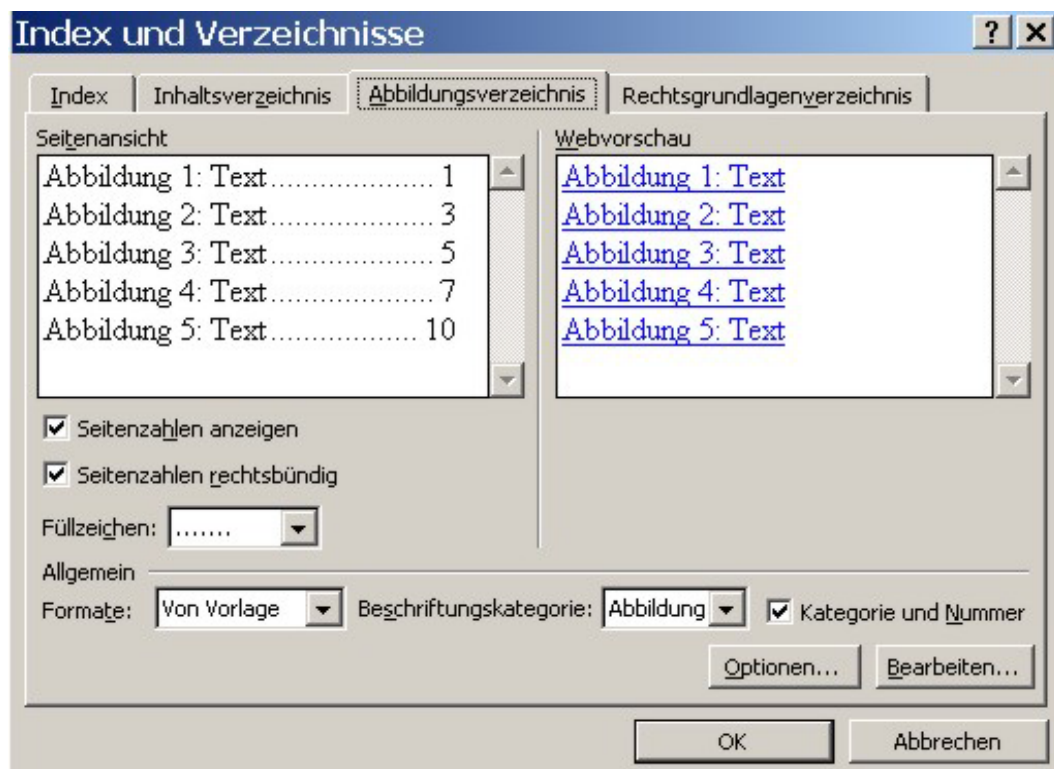 Index und Verzeichnisse
Index Inhaltsverzeichnis Abbildungsverzeichnis Rechtsgrundlagenverzeichnis
Seitenansicht
Abbildung 1: Text..................... 1
Abbildung 2: Text..................... 3
Abbildung 3: Text..................... 5
Abbildung 4: Text..................... 7
Abbildung 5: Text................... 10
Webvorschau
Abbildung 1: Text
Abbildung 2: Text
Abbildung 3: Text
Abbildung 4: Text
Abbildung 5: Text
Seitenzahlen anzeigen
Seitenzahlen rechtsbündig
Füllzeichen: .......
Allgemein
Formate: Von Vorlage Beschriftungskategorie: Abbildung Kategorie und Nummer
Optionen... Bearbeiten...
OK Abbrechen